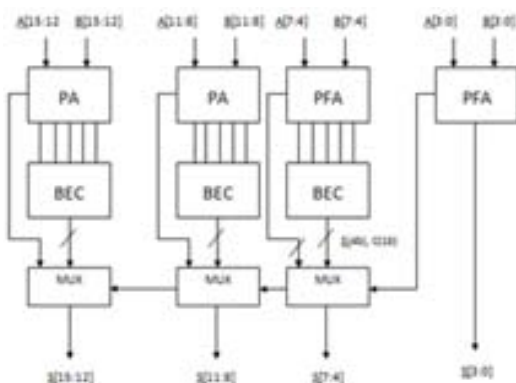 A[15-12 B[15-12] A[11:8] B[11:8] A[7:4] B[7:4] A[3:0] B[3:0]
PA PA PFA PFA
BEC BEC BEC
MUX MUX MUX
S[15:12] S[11:8] S[7:4] S[3:0]